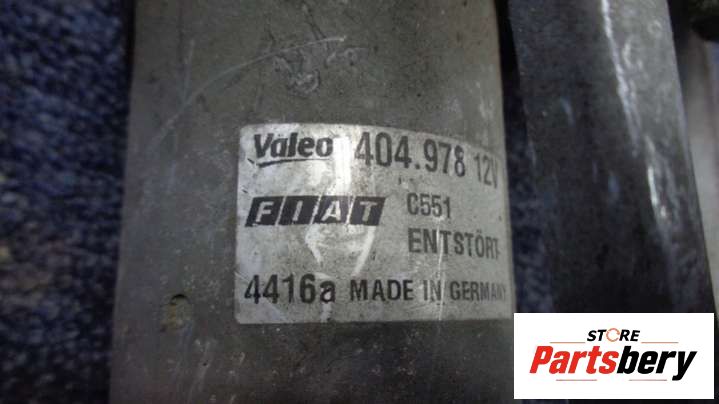 Valeo 404.978 12V
FIAT C551
ENTSTÖRT
4416a MADE IN GERMANY
STORE
Partsbery